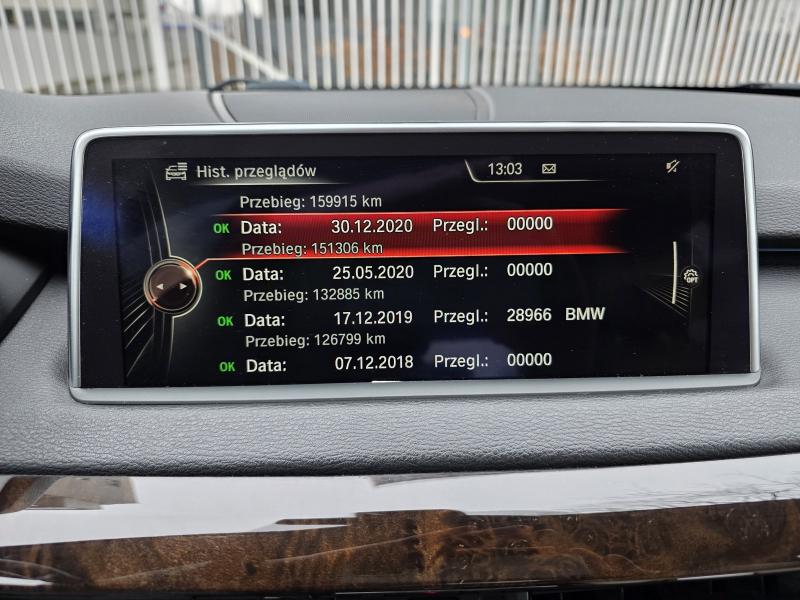 Hist. przeglądów 13:03
Przebieg: 159915 km
OK Data: 30.12.2020 Przegl.: 00000
Przebieg: 151306 km
OK Data: 25.05.2020 Przegl.: 00000
Przebieg: 132885 km
OK Data: 17.12.2019 Przegl.: 28966 BMW
Przebieg: 126799 km
OK Data: 07.12.2018 Przegl.: 00000
OPT